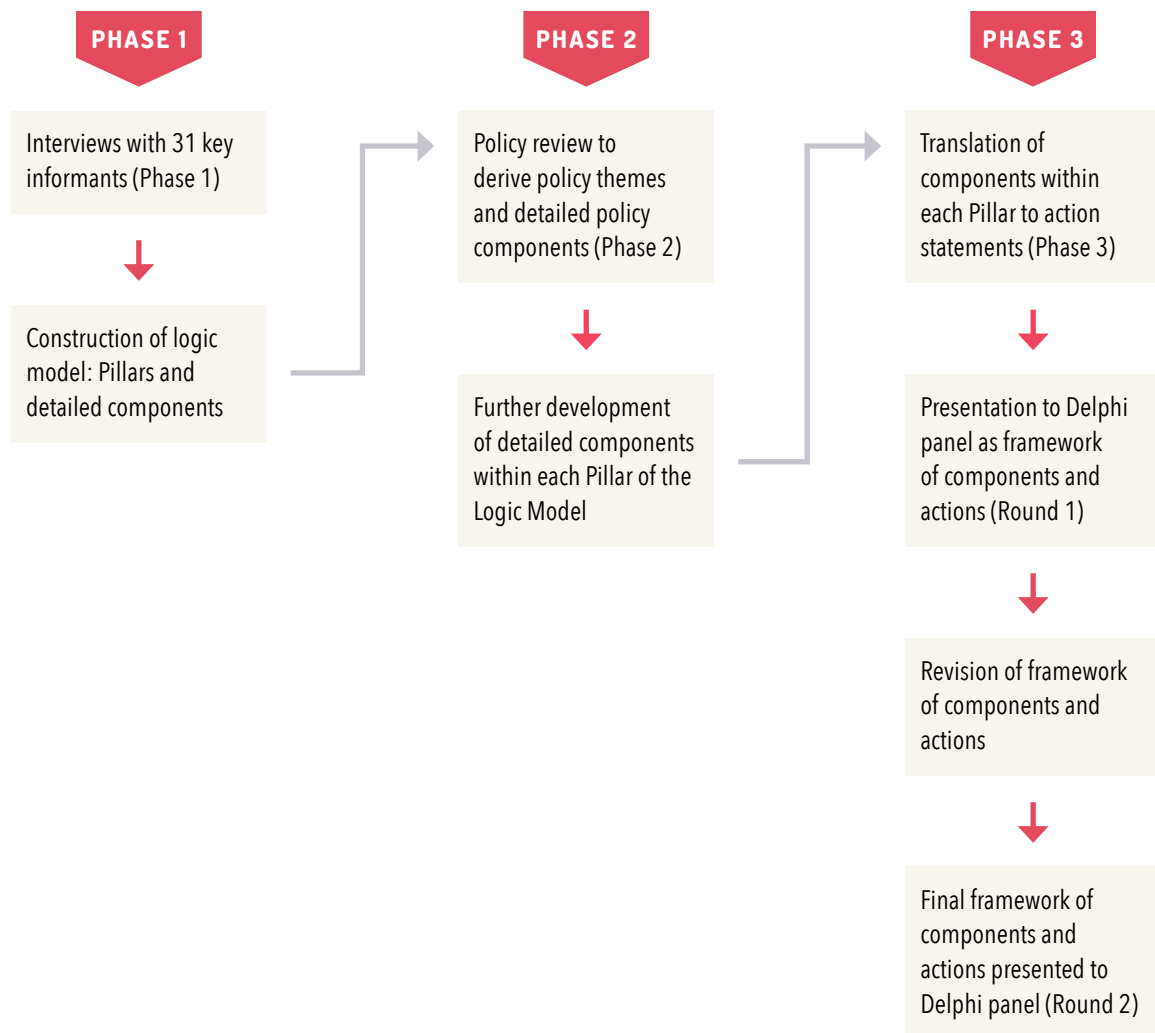 PHASE 1
Interviews with 31 key
informants (Phase 1)
Construction of logic
model: Pillars and
detailed components
PHASE 2
Policy review to
derive policy themes
and detailed policy
components (Phase 2)
Further development
of detailed components
within each Pillar of the
Logic Model
PHASE 3
Translation of
components within
each Pillar to action
statements (Phase 3)
Presentation to Delphi
panel as framework
of components and
actions (Round 1)
Revision of framework
of components and
actions
Final framework of
components and
actions presented to
Delphi panel (Round 2)